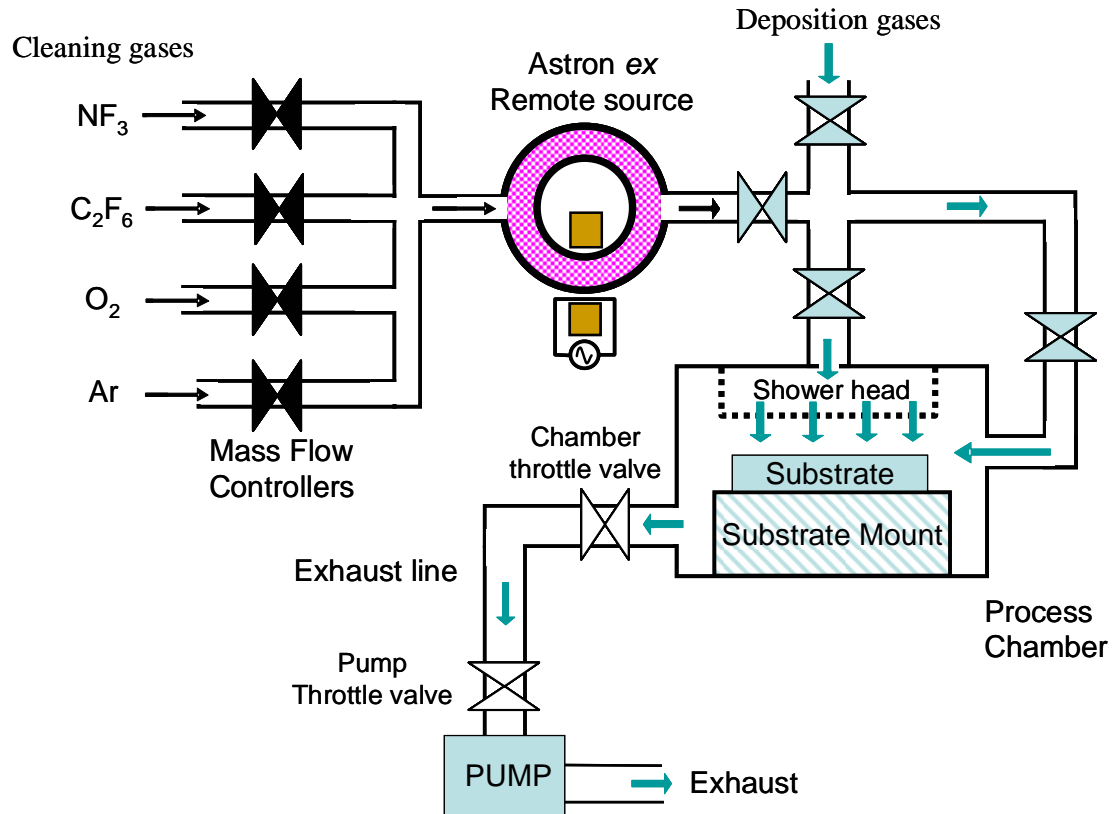 Cleaning gases
Deposition gases
Astron ex
Remote source
NF₃
C₂F₆
O₂
Ar
Mass Flow
Controllers
Shower head
Chamber
throttle valve
Substrate
Substrate Mount
Exhaust line
Process
Chamber
Pump
Throttle valve
PUMP
Exhaust